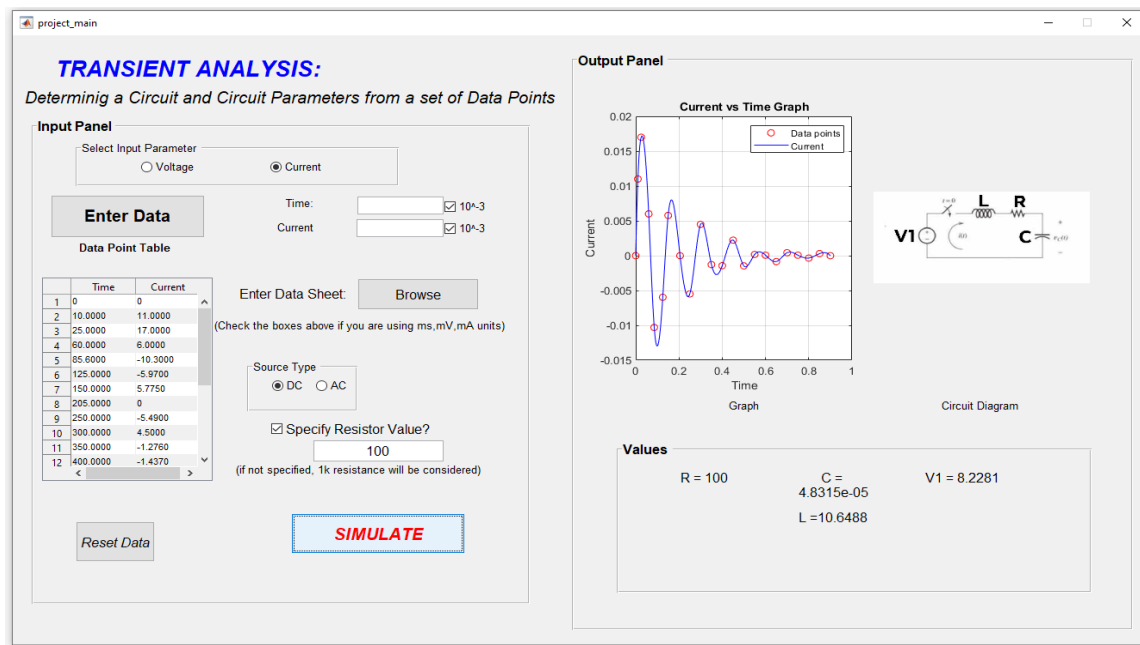 project_main
TRANSIENT ANALYSIS:
Determinig a Circuit and Circuit Parameters from a set of Data Points
Input Panel
Select Input Parameter
Voltage
Current
Enter Data
Time:
10^-3
Current
10^-3
Data Point Table
Time Current
1 0 0
2 10.0000 11.0000
3 25.0000 17.0000
4 60.0000 6.0000
5 85.6000 -10.3000
6 125.0000 -5.9700
7 150.0000 5.7750
8 205.0000 0
9 250.0000 -5.4900
10 300.0000 4.5000
11 350.0000 -1.2760
12 400.0000 -1.4370
Enter Data Sheet:
Browse
(Check the boxes above if you are using ms,mV,mA units)
Source Type
DC AC
Specify Resistor Value?
100
(if not specified, 1k resistance will be considered)
Reset Data
SIMULATE
Output Panel
Current vs Time Graph
Data points
Current
0.02
0.015
0.01
0.005
0
-0.005
-0.01
-0.015
Current
0 0.2 0.4 0.6 0.8 1
Time
Graph
t=0
L R
V1
i(t)
C
+
v_c(t)
−
Circuit Diagram
Values
R = 100
C =
4.8315e-05
V1 = 8.2281
L =10.6488